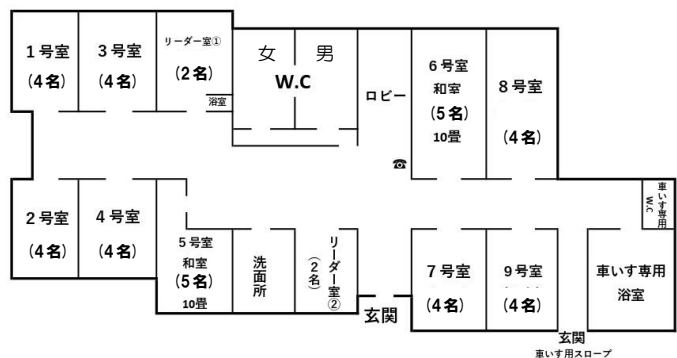 1号室
(4名)
3号室
(4名)
リーダー室①
(2名)
浴室
女
男
W.C
ロビー
☎
6号室
和室
(5名)
10畳
8号室
(4名)
車いす専用
W.C
2号室
(4名)
4号室
(4名)
5号室
和室
(5名)
10畳
洗面所
リーダー室②
(2名)
玄関
7号室
(4名)
9号室
(4名)
車いす専用
浴室
玄関
車いす用スロープ